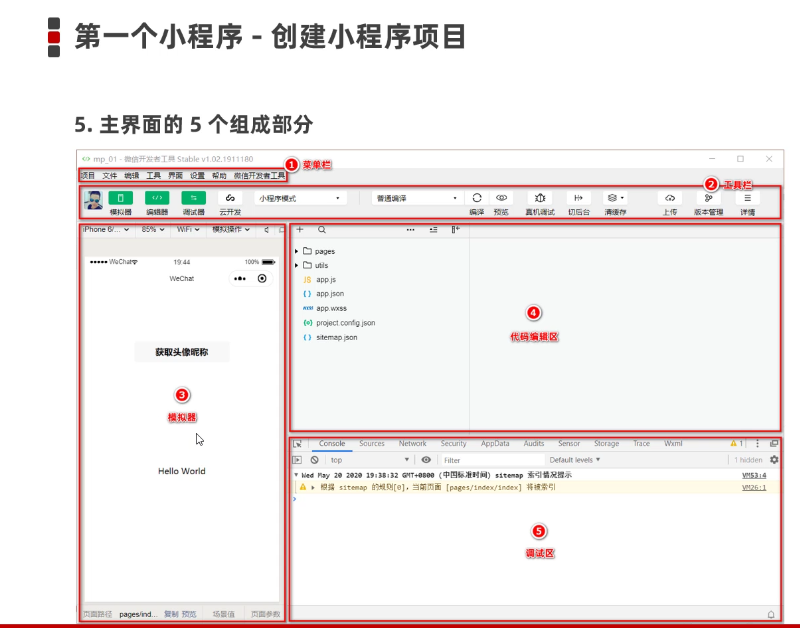 第一个小程序 - 创建小程序项目
5. 主界面的 5 个组成部分
mp_01 - 微信开发者工具 Stable v1.02.1911180
1 菜单栏
项目 文件 编辑 工具 界面 设置 帮助 微信开发者工具
2 工具栏
小程序模式 普通编译
模拟器 编辑器 调试器 云开发 编译 预览 真机调试 切后台 清缓存 上传 版本管理 详情
iPhone 6/... 85% WiFi 模拟操作
WeChat 19:44 100%
WeChat
获取头像昵称
3
模拟器
Hello World
页面路径 pages/ind... 复制 预览 场景值 页面参数
pages
utils
JS app.js
{ } app.json
wxss app.wxss
{o} project.config.json
{ } sitemap.json
4
代码编辑区
Console Sources Network Security AppData Audits Sensor Storage Trace Wxml 1
top Filter Default levels 1 hidden
Wed May 20 2020 19:38:32 GMT+0800 (中国标准时间) sitemap 索引情况提示 VM53:4
根据 sitemap 的规则[0]，当前页面 [pages/index/index] 将被索引 VM26:1
5
调试区